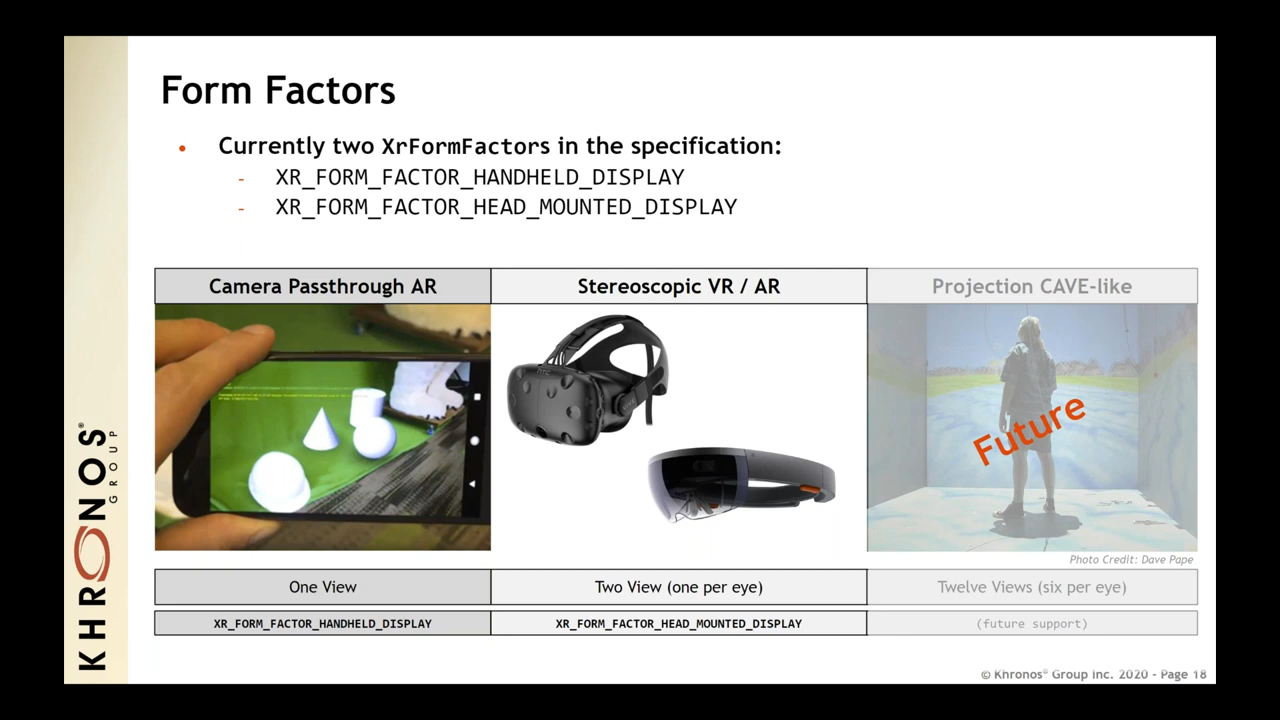 Form Factors
• Currently two XrFormFactors in the specification:
- XR_FORM_FACTOR_HANDHELD_DISPLAY
- XR_FORM_FACTOR_HEAD_MOUNTED_DISPLAY
Camera Passthrough AR
Stereoscopic VR / AR
Projection CAVE-like
Future
Photo Credit: Dave Pape
One View
Two View (one per eye)
Twelve Views (six per eye)
XR_FORM_FACTOR_HANDHELD_DISPLAY
XR_FORM_FACTOR_HEAD_MOUNTED_DISPLAY
(future support)
KHRONOS®
GROUP
© Khronos® Group Inc. 2020 - Page 18